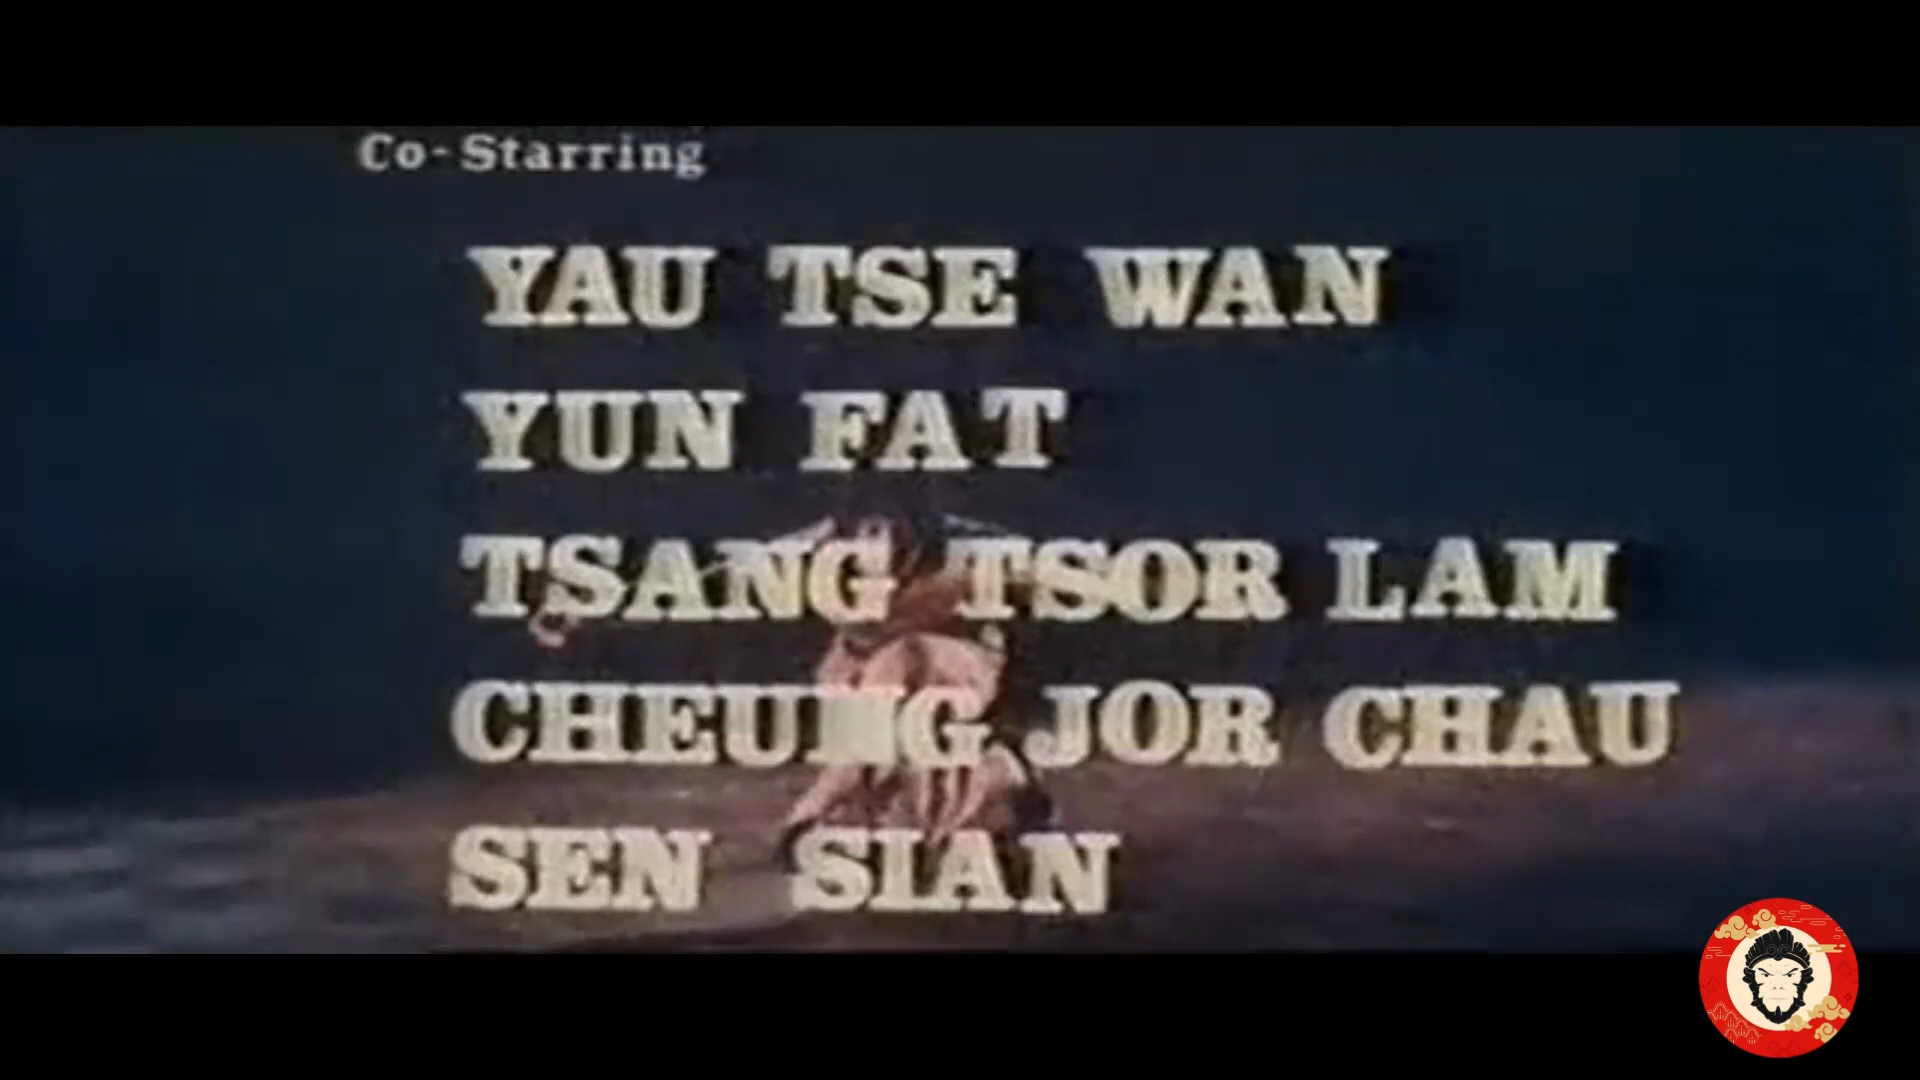 Co-Starring
YAU TSE WAN
YUN FAT
TSANG TSOR LAM
CHEUNG JOR CHAU
SEN SIAN